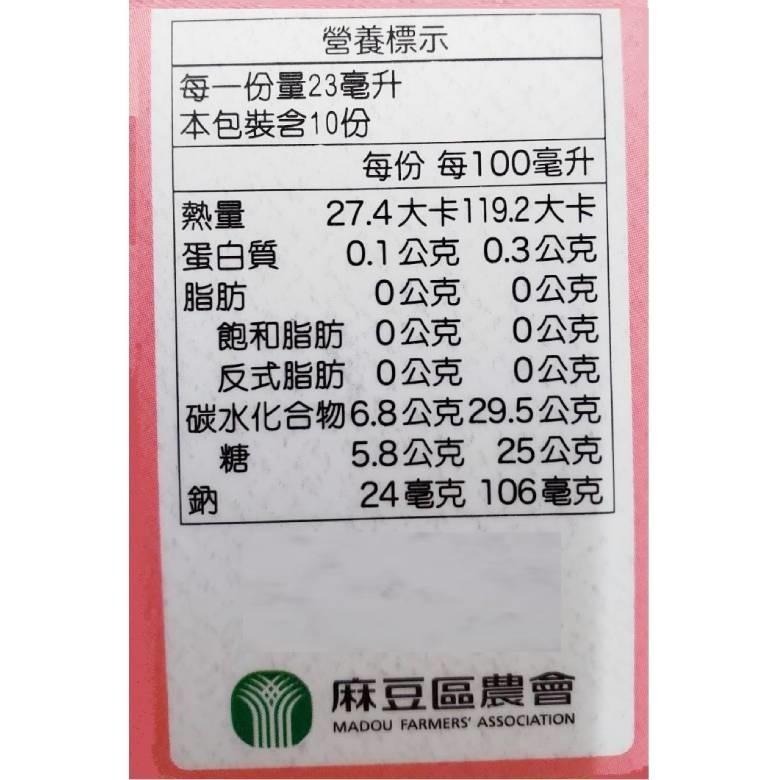 營養標示
每一份量23毫升
本包裝含10份
每份 每100毫升
熱量 27.4大卡 119.2大卡
蛋白質 0.1公克 0.3公克
脂肪 0公克 0公克
飽和脂肪 0公克 0公克
反式脂肪 0公克 0公克
碳水化合物 6.8公克 29.5公克
糖 5.8公克 25公克
鈉 24毫克 106毫克
麻豆區農會
MADOU FARMERS' ASSOCIATION